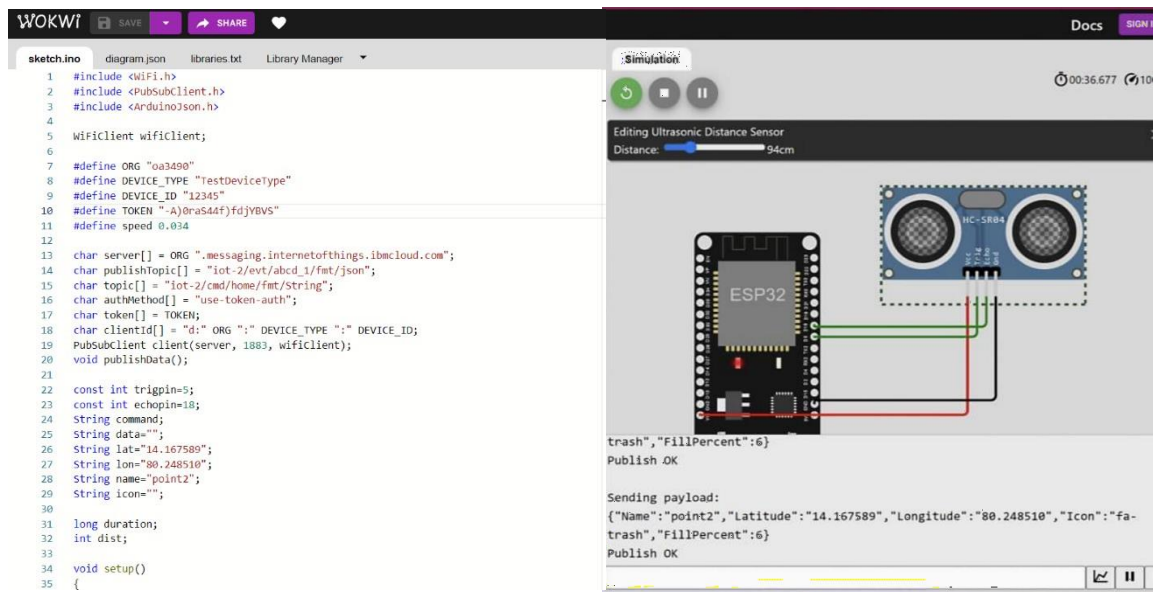 WOKWi SAVE SHARE
sketch.ino diagram.json libraries.txt Library Manager
1 #include <WiFi.h>
2 #include <PubSubClient.h>
3 #include <ArduinoJson.h>
4
5 WiFiClient wifiClient;
6
7 #define ORG "oa3490"
8 #define DEVICE_TYPE "TestDeviceType"
9 #define DEVICE_ID "12345"
10 #define TOKEN "-A)0raS44f)fdjYBVS"
11 #define speed 0.034
12
13 char server[] = ORG ".messaging.internetofthings.ibmcloud.com";
14 char publishTopic[] = "iot-2/evt/abcd_1/fmt/json";
15 char topic[] = "iot-2/cmd/home/fmt/String";
16 char authMethod[] = "use-token-auth";
17 char token[] = TOKEN;
18 char clientId[] = "d:" ORG ":" DEVICE_TYPE ":" DEVICE_ID;
19 PubSubClient client(server, 1883, wifiClient);
20 void publishData();
21
22 const int trigpin=5;
23 const int echopin=18;
24 String command;
25 String data="";
26 String lat="14.167589";
27 String lon="80.248510";
28 String name="point2";
29 String icon="";
30
31 long duration;
32 int dist;
33
34 void setup()
35 {
Docs SIGN
Simulation
00:36.677
Editing Ultrasonic Distance Sensor
Distance: 94cm
HC-SR04
Vcc Trig Echo Gnd
ESP32
trash","FillPercent":6}
Publish OK
Sending payload:
{"Name":"point2","Latitude":"14.167589","Longitude":"80.248510","Icon":"fa-
trash","FillPercent":6}
Publish OK